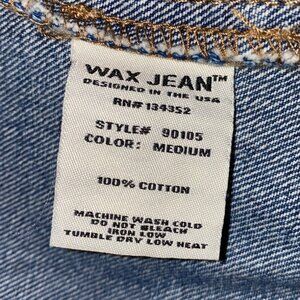 WAX JEAN™
DESIGNED IN THE USA
RN# 134352
STYLE# 90105
COLOR: MEDIUM
100% COTTON
MACHINE WASH COLD
DO NOT BLEACH
IRON LOW
TUMBLE DRY LOW HEAT